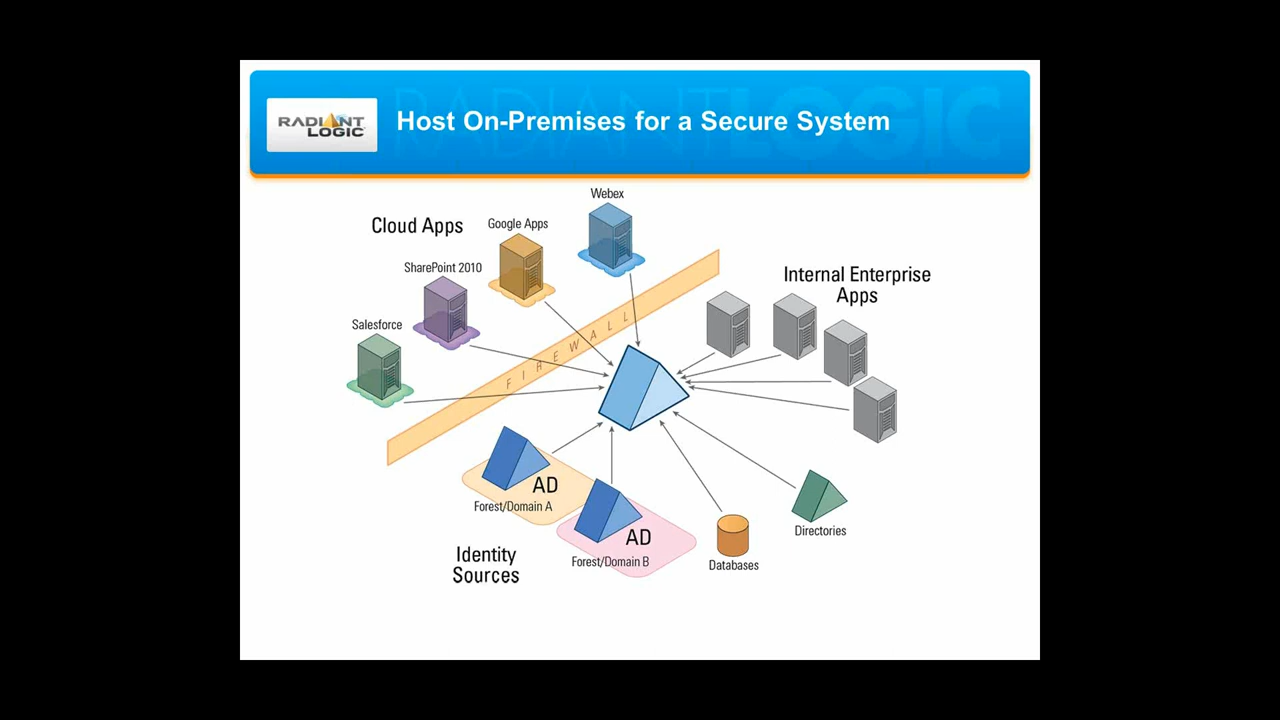 RADIANT
LOGIC
Host On-Premises for a Secure System
RADIANTLOGIC
Webex
Cloud Apps
Google Apps
SharePoint 2010
Internal Enterprise
Apps
Salesforce
FIREWALL
AD
Forest/Domain A
AD
Forest/Domain B
Identity
Sources
Databases
Directories